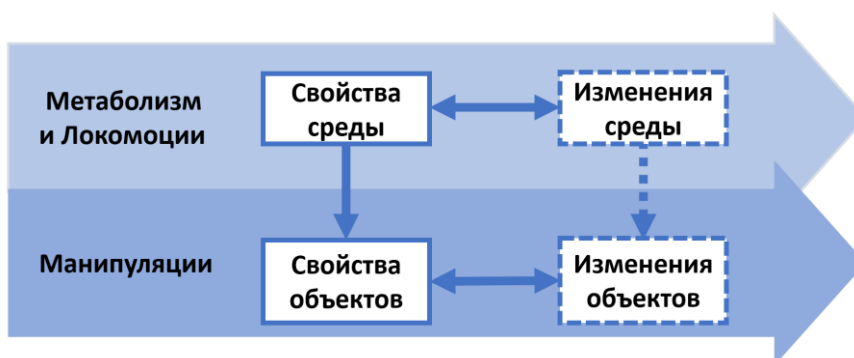 Метаболизм
и Локомоции
Свойства
среды
Изменения
среды
Манипуляции
Свойства
объектов
Изменения
объектов